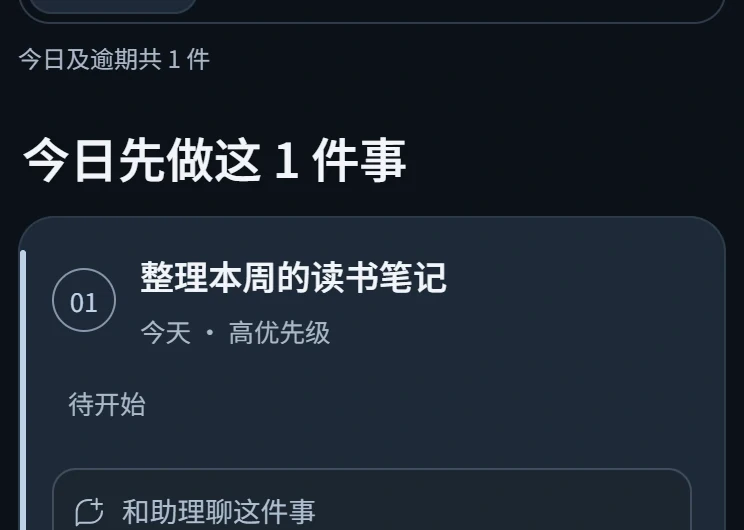 今日及逾期共 1 件
今日先做这 1 件事
01
整理本周的读书笔记
今天 · 高优先级
待开始
和助理聊这件事